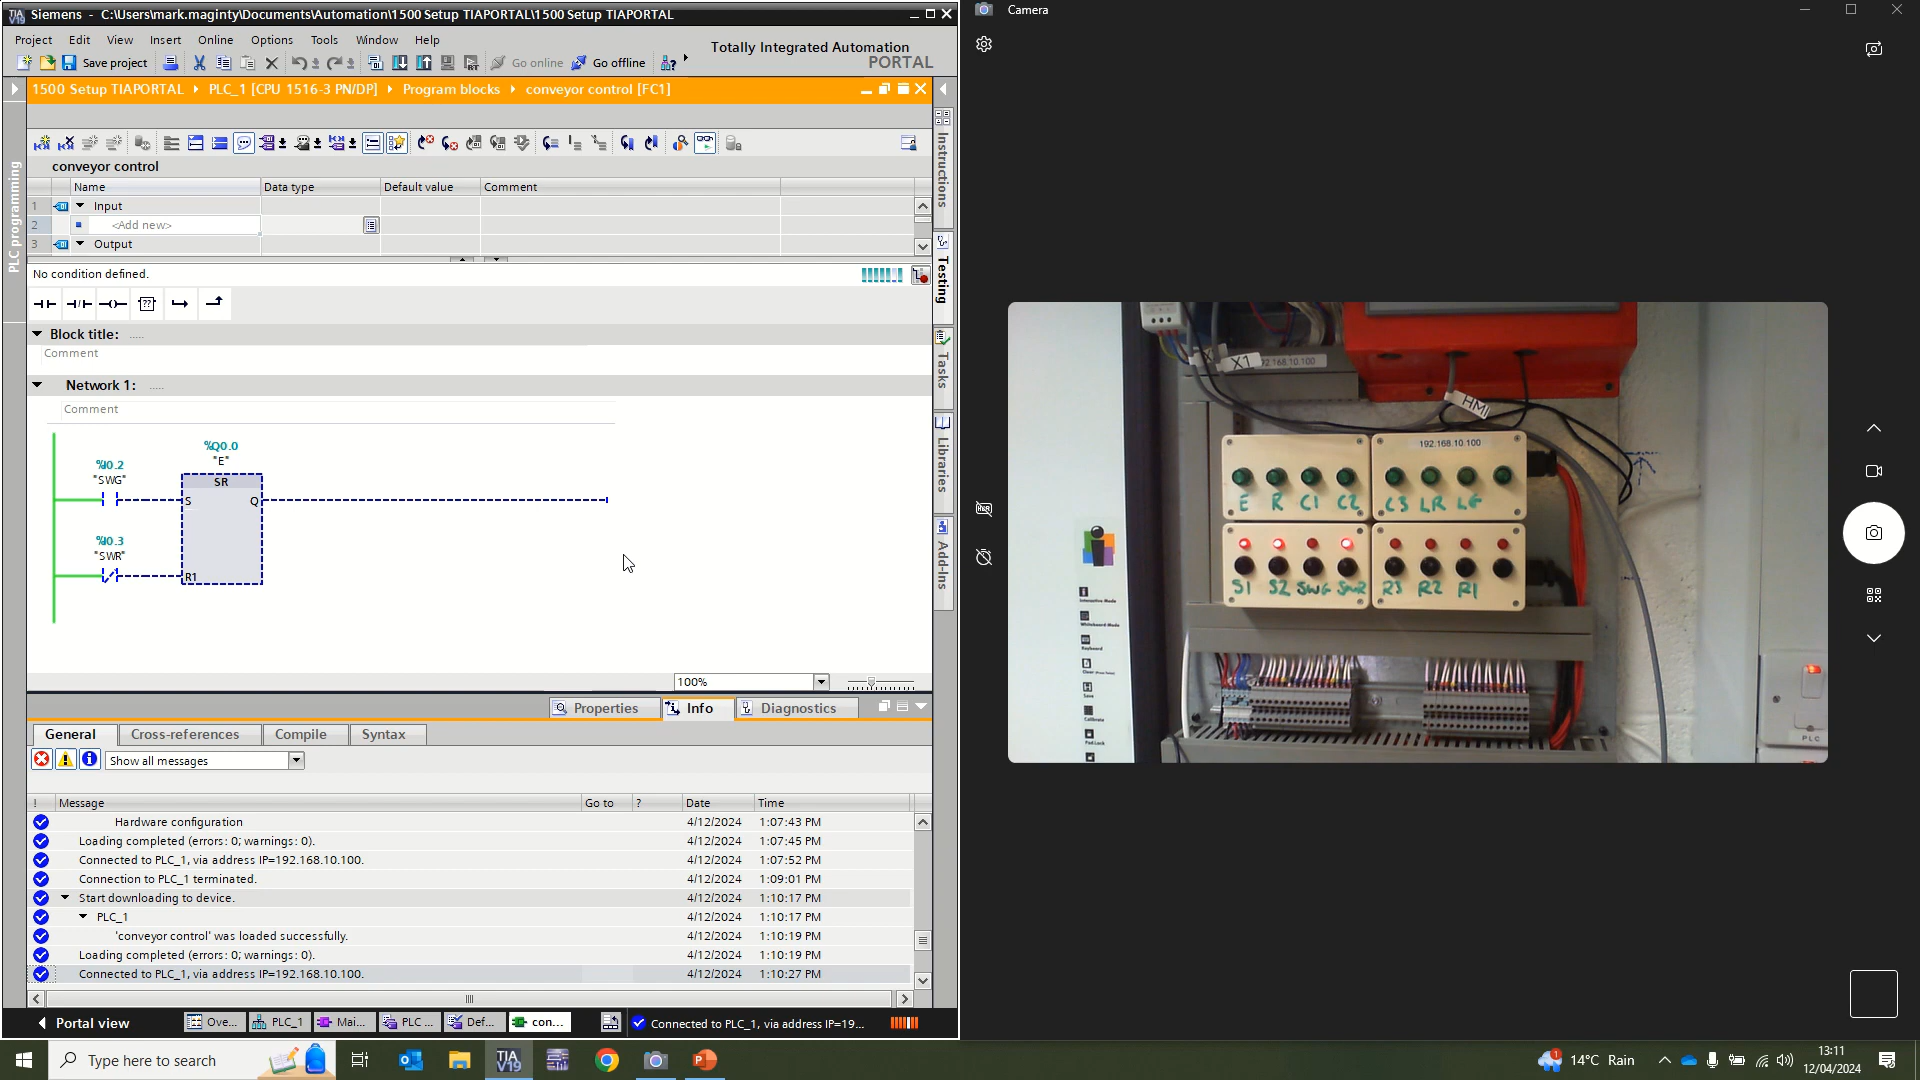 Siemens - C:\Users\mark.maginty\Documents\Automation\1500 Setup TIAPORTAL\1500 Setup TIAPORTAL
Camera
Project Edit View Insert Online Options Tools Window Help
Totally Integrated Automation
PORTAL
Save project Go online Go offline
1500 Setup TIAPORTAL PLC_1 [CPU 1516-3 PN/DP] Program blocks conveyor control [FC1]
PLC programming
Instructions
Testing
Tasks
Libraries
Add-Ins
conveyor control
Name Data type Default value Comment
1 Input
2 <Add new>
3 Output
No condition defined.
Block title: .....
Comment
Network 1: .....
Comment
%Q0.0
"E"
%I0.2
"SWG"
SR
S Q
%I0.3
"SWR"
R1
100%
Properties Info Diagnostics
General Cross-references Compile Syntax
Show all messages
! Message Go to ? Date Time
Hardware configuration 4/12/2024 1:07:43 PM
Loading completed (errors: 0; warnings: 0). 4/12/2024 1:07:45 PM
Connected to PLC_1, via address IP=192.168.10.100. 4/12/2024 1:07:52 PM
Connection to PLC_1 terminated. 4/12/2024 1:09:01 PM
Start downloading to device. 4/12/2024 1:10:17 PM
PLC_1 4/12/2024 1:10:17 PM
'conveyor control' was loaded successfully. 4/12/2024 1:10:19 PM
Loading completed (errors: 0; warnings: 0). 4/12/2024 1:10:19 PM
Connected to PLC_1, via address IP=192.168.10.100. 4/12/2024 1:10:27 PM
Portal view Ove... PLC_1 Mai... PLC ... Def... con... Connected to PLC_1, via address IP=19...
X1
HMI
192.168.10.100
E R C1 C2 C3 LR LG
S1 S2 SWG SWR R3 R2 R1
PLC
Type here to search
14°C Rain
13:11
12/04/2024